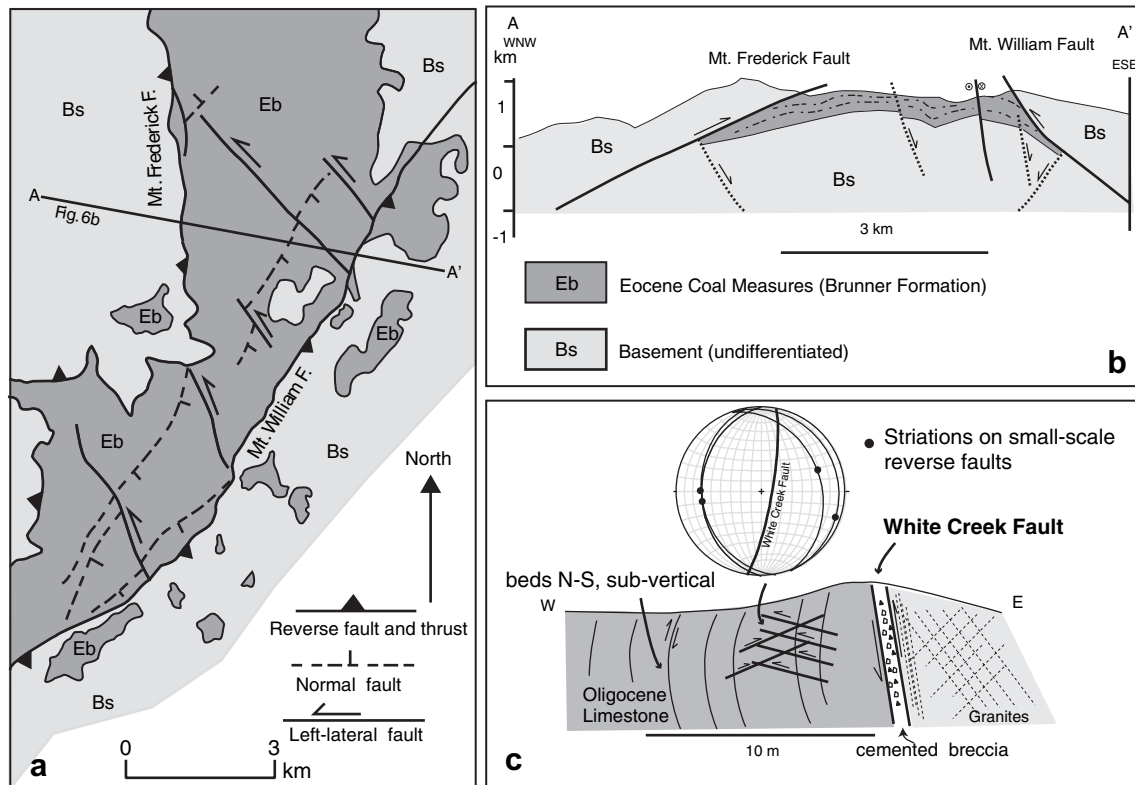 Bs
Mt. Frederick F.
Eb
Bs
A
Fig. 6b
A'
Eb
Eb
Eb
Mt. William F.
Bs
North
Eb
Bs
Reverse fault and thrust
Normal fault
Left-lateral fault
0
3
km
a
A
WNW
km
Mt. Frederick Fault
Mt. William Fault
A'
ESE
1
0
-1
1
Bs
Bs
Bs
3 km
Eb
Eocene Coal Measures (Brunner Formation)
Bs
Basement (undifferentiated)
b
White Creek Fault
Striations on small-scale
reverse faults
White Creek Fault
beds N-S, sub-vertical
W
E
Oligocene
Limestone
Granites
10 m
cemented breccia
c